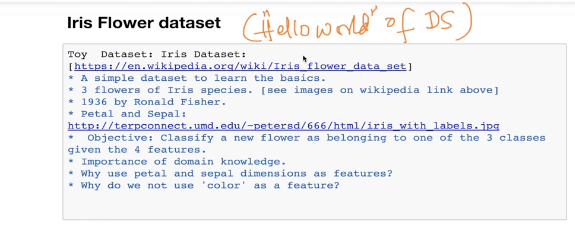 Iris Flower dataset ("Hello world" of DS)
Toy Dataset: Iris Dataset:
[https://en.wikipedia.org/wiki/Iris_flower_data_set]
* A simple dataset to learn the basics.
* 3 flowers of Iris species. [see images on wikipedia link above]
* 1936 by Ronald Fisher.
* Petal and Sepal:
http://terpconnect.umd.edu/~petersd/666/html/iris_with_labels.jpg
* Objective: Classify a new flower as belonging to one of the 3 classes
given the 4 features.
* Importance of domain knowledge.
* Why use petal and sepal dimensions as features?
* Why do we not use 'color' as a feature?